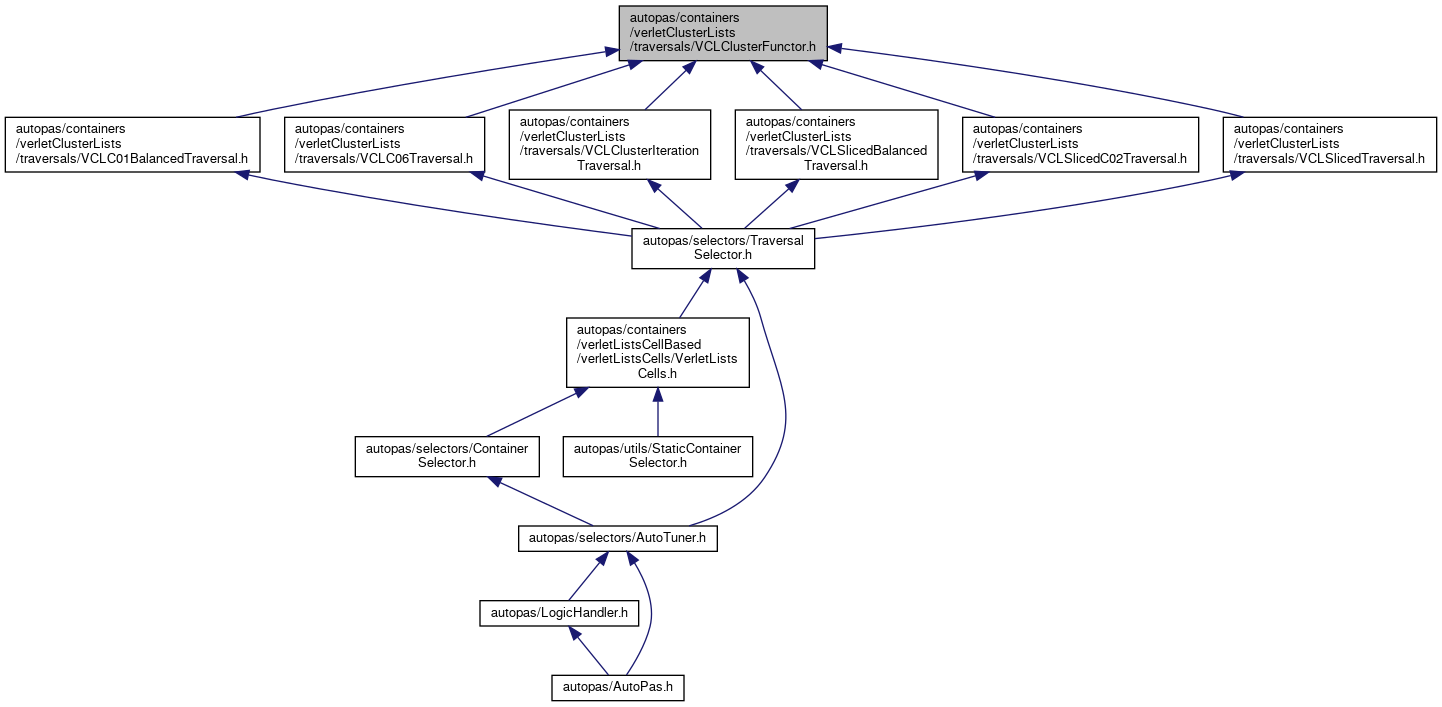 autopas/containers
/verletClusterLists
/traversals/VCLClusterFunctor.h
autopas/containers
/verletClusterLists
/traversals/VCLC01BalancedTraversal.h
autopas/containers
/verletClusterLists
/traversals/VCLC06Traversal.h
autopas/containers
/verletClusterLists
/traversals/VCLClusterIteration
Traversal.h
autopas/containers
/verletClusterLists
/traversals/VCLSlicedBalanced
Traversal.h
autopas/containers
/verletClusterLists
/traversals/VCLSlicedC02Traversal.h
autopas/containers
/verletClusterLists
/traversals/VCLSlicedTraversal.h
autopas/selectors/Traversal
Selector.h
autopas/containers
/verletListsCellBased
/verletListsCells/VerletLists
Cells.h
autopas/selectors/Container
Selector.h
autopas/utils/StaticContainer
Selector.h
autopas/selectors/AutoTuner.h
autopas/LogicHandler.h
autopas/AutoPas.h